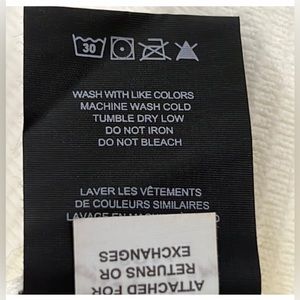 30
WASH WITH LIKE COLORS
MACHINE WASH COLD
TUMBLE DRY LOW
DO NOT IRON
DO NOT BLEACH
LAVER LES VÊTEMENTS
DE COULEURS SIMILAIRES
LAVAGE EN
ATTACHED FOR
RETURNS OR
EXCHANGES